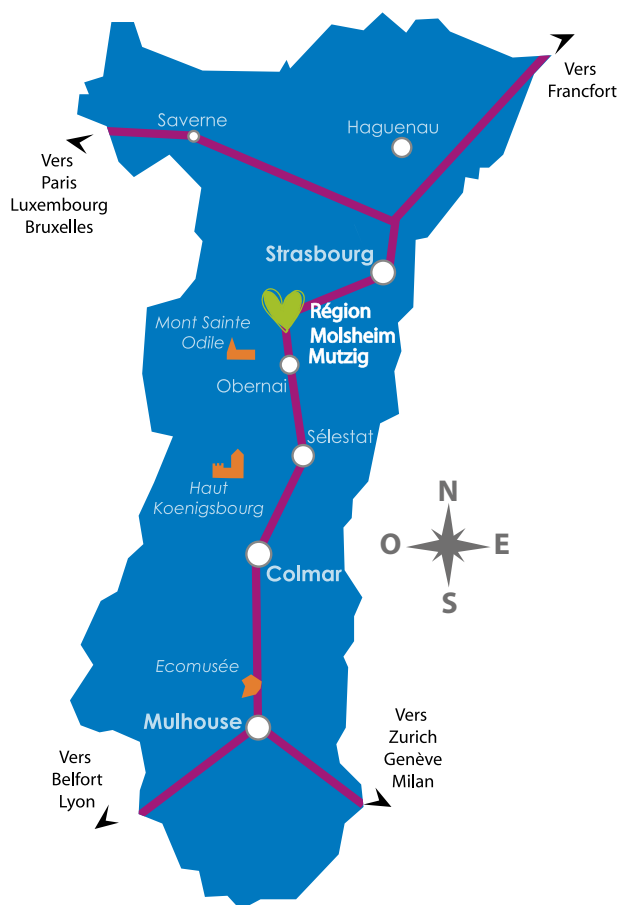 Vers
Francfort
Saverne
Haguenau
Vers
Paris
Luxembourg
Bruxelles
Strasbourg
Région
Molsheim
Mutzig
Mont Sainte
Odile
Obernai
Sélestat
Haut
Koenigsbourg
N
O
E
S
Colmar
Ecomusée
Mulhouse
Vers
Zurich
Genève
Milan
Vers
Belfort
Lyon